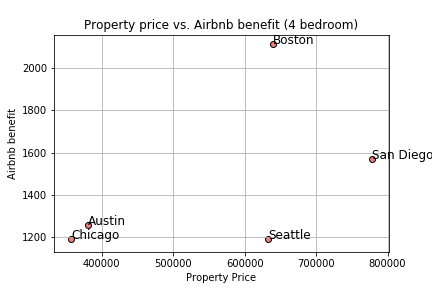 Property price vs. Airbnb benefit (4 bedroom)
Boston
2000
1800
San Diego
1600
1400
Austin
Chicago
Seattle
1200
Airbnb benefit
400000 500000 600000 700000 800000
Property Price